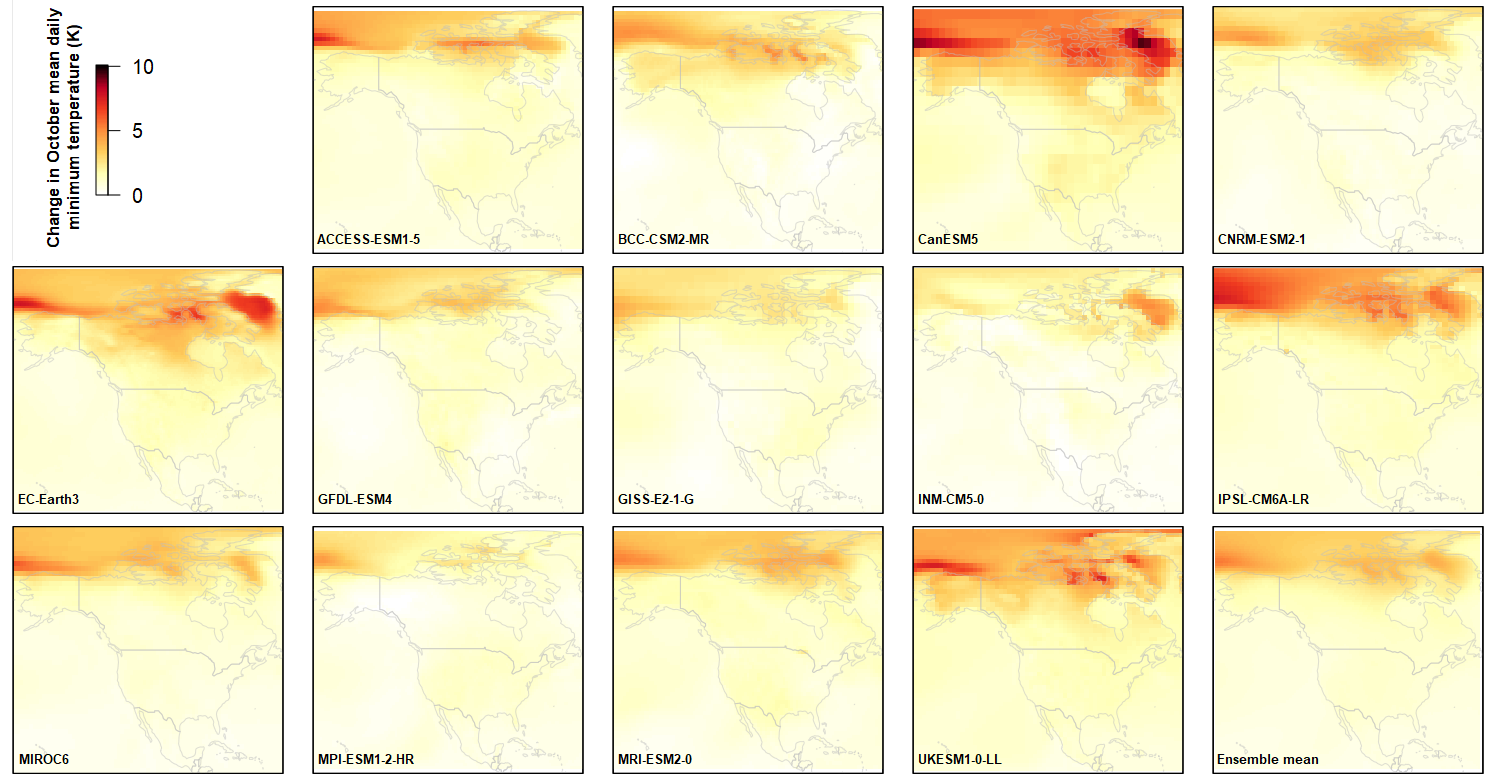 Change in October mean daily
minimum temperature (K)
10
5
0
ACCESS-ESM1-5
BCC-CSM2-MR
CanESM5
CNRM-ESM2-1
EC-Earth3
GFDL-ESM4
GISS-E2-1-G
INM-CM5-0
IPSL-CM6A-LR
MIROC6
MPI-ESM1-2-HR
MRI-ESM2-0
UKESM1-0-LL
Ensemble mean